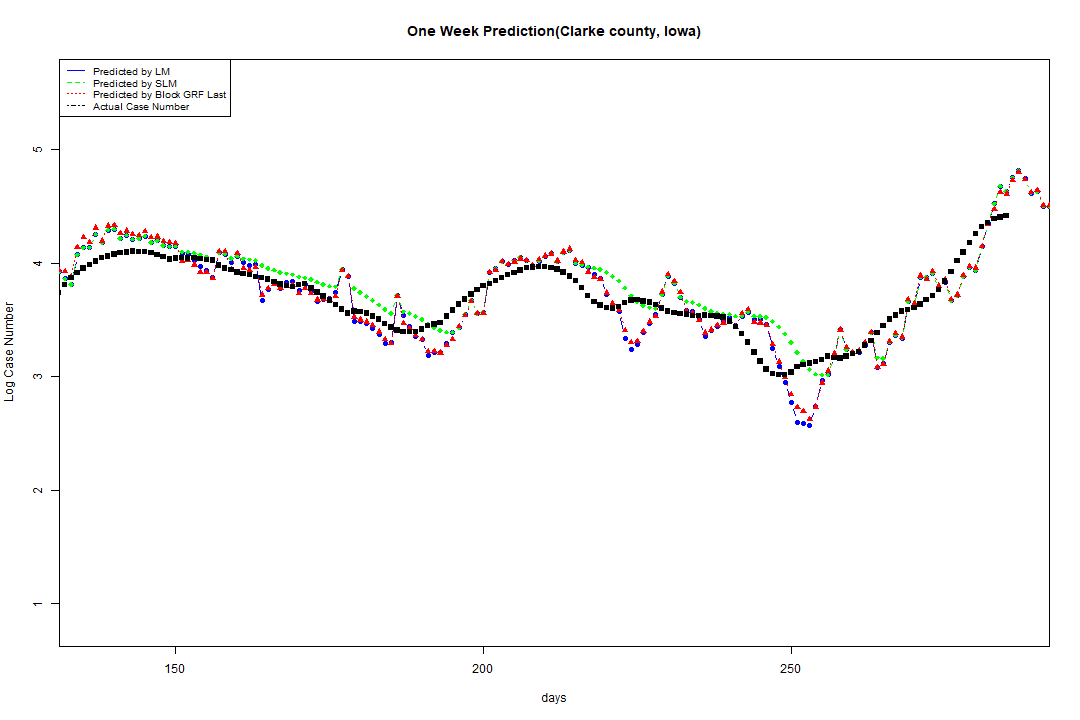 One Week Prediction(Clarke county, Iowa)
Predicted by LM
Predicted by SLM
Predicted by Block GRF Last
Actual Case Number
5
4
3
2
1
Log Case Number
150
200
250
days